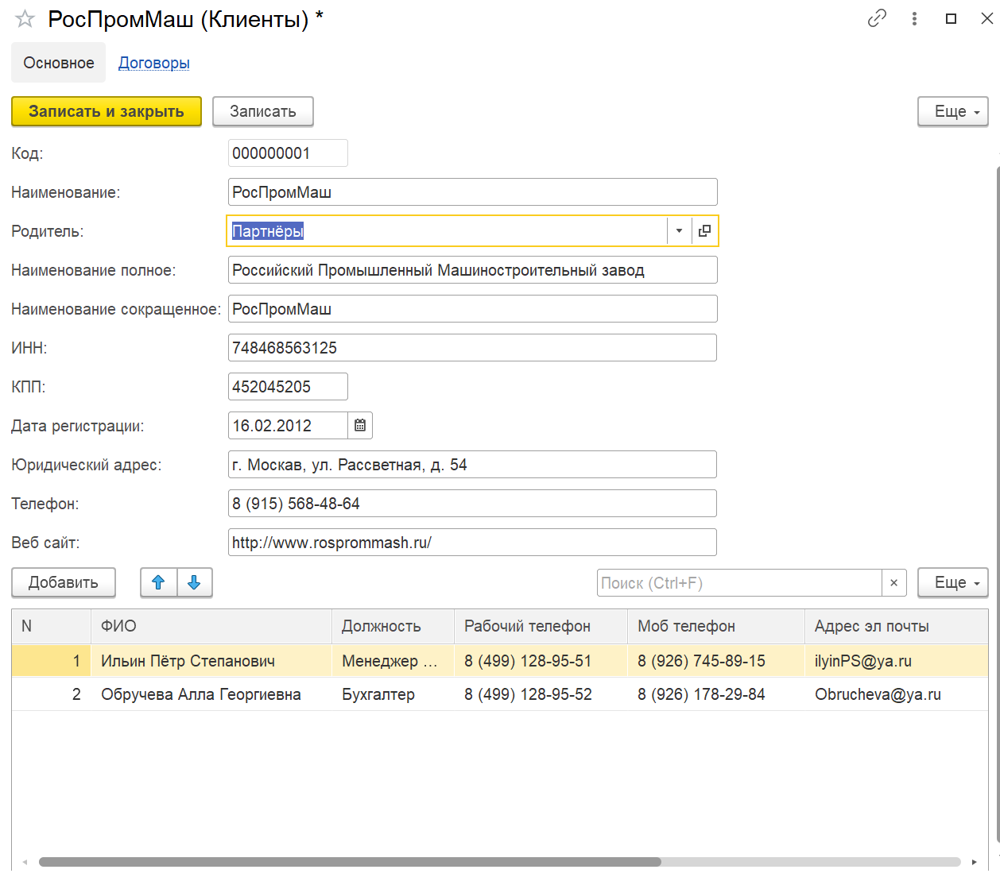 РосПромМаш (Клиенты) *
Основное Договоры
Записать и закрыть Записать Еще
Код: 000000001
Наименование: РосПромМаш
Родитель: Партнёры
Наименование полное: Российский Промышленный Машиностроительный завод
Наименование сокращенное: РосПромМаш
ИНН: 748468563125
КПП: 452045205
Дата регистрации: 16.02.2012
Юридический адрес: г. Москав, ул. Рассветная, д. 54
Телефон: 8 (915) 568-48-64
Веб сайт: http://www.rosprommash.ru/
Добавить Поиск (Ctrl+F) × Еще
N ФИО Должность Рабочий телефон Моб телефон Адрес эл почты
1 Ильин Пётр Степанович Менеджер ... 8 (499) 128-95-51 8 (926) 745-89-15 ilyinPS@ya.ru
2 Обручева Алла Георгиевна Бухгалтер 8 (499) 128-95-52 8 (926) 178-29-84 Obrucheva@ya.ru